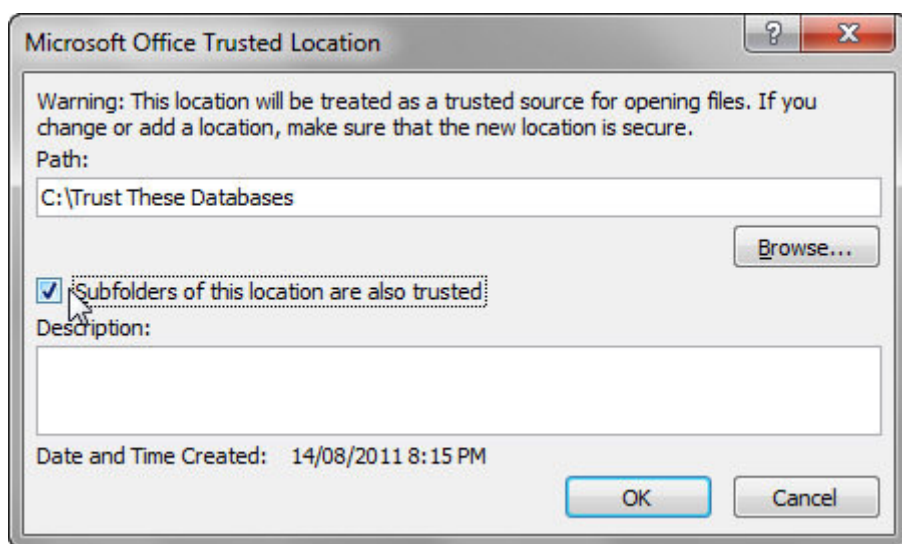 Microsoft Office Trusted Location
Warning: This location will be treated as a trusted source for opening files. If you
change or add a location, make sure that the new location is secure.
Path:
C:\Trust These Databases
Browse...
Subfolders of this location are also trusted
Description:
Date and Time Created: 14/08/2011 8:15 PM
OK Cancel